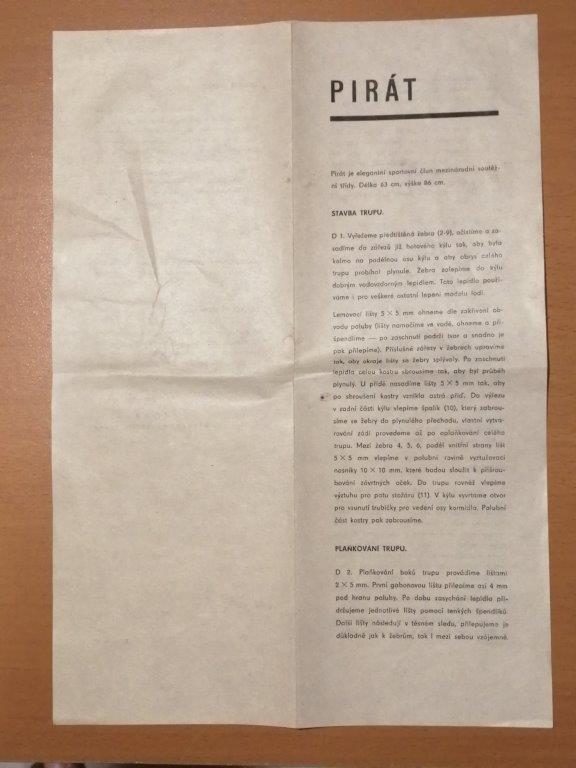 PIRÁT
Pirát je elegantní sportovní člun mezinárodní soutěž-
ní třídy. Délka 63 cm, výška 86 cm.
STAVBA TRUPU.
D 1. Vyřežeme předtištěná žebra (2-9), očistíme a za-
sadíme do zářezů již hotového kýlu tak, aby byla
kolmo na podélnou osu kýlu a aby obrys celého
trupu probíhal plynule. Žebra zalepíme do kýlu
dobrým vodovzdorným lepidlem. Toto lepidlo použí-
váme i pro veškeré ostatní lepení modelu lodi.
Lemovací lišty 5 × 5 mm ohneme dle zakřivení ob-
vodu paluby (lišty namočíme ve vodě, ohneme a při-
špendlíme — po zaschnutí podrží tvar a snadno je
pak přilepíme). Příslušné zářezy v žebrech upravíme
tak, aby okraje lišty se žebry splývaly. Po zaschnutí
lepidla celou kostru sbrousíme tak, aby byl průběh
plynulý. U přídě nasadíme lišty 5 × 5 mm tak, aby
po sbroušení kostry vznikla ostrá příď. Do výřezu
v zadní části kýlu vlepíme špalík (10), který zabrou-
síme se žebry do plynulého přechodu, vlastní vytva-
rování zádi provedeme až po oplaňkování celého
trupu. Mezi žebra 4, 5, 6, podél vnitřní strany lišt
5 × 5 mm vlepíme v palubní rovině vyztužovací
nosníky 10 × 10 mm, které budou sloužit k přišrou-
bování závrtných oček. Do trupu rovněž vlepíme
výztuhu pro patu stožáru (11). V kýlu vyvrtáme otvor
pro vsunutí trubičky pro vedení osy kormidla. Palubní
část kostry pak zabrousíme.
PLAŇKOVÁNÍ TRUPU.
D 2. Plaňkování boků trupu provádíme lištami
2 × 5 mm. První gabonovou lištu přilepíme asi 4 mm
pod hranu paluby. Po dobu zasychání lepidla při-
držujeme jednotlivé lišty pomocí tenkých špendlíků.
Další lišty následují v těsném sledu, přilepujeme je
důkladně jak k žebrům, tak i mezi sebou vzájemně.